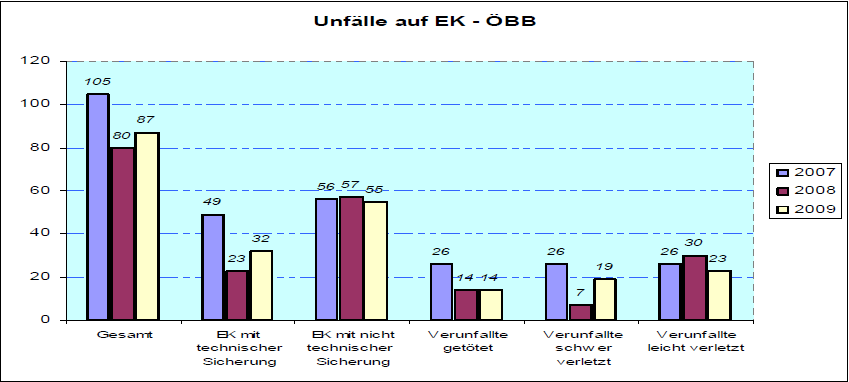 Unfälle auf EK - ÖBB
120
100
80
60
40
20
0
105
80
87
49
23
32
56
57
55
26
14
14
26
7
19
26
30
23
Gesamt
EK mit
technischer
Sicherung
EK mit nicht
technischer
Sicherung
Verunfallte
getötet
Verunfallte
schwer
verletzt
Verunfallte
leicht verletzt
2007
2008
2009